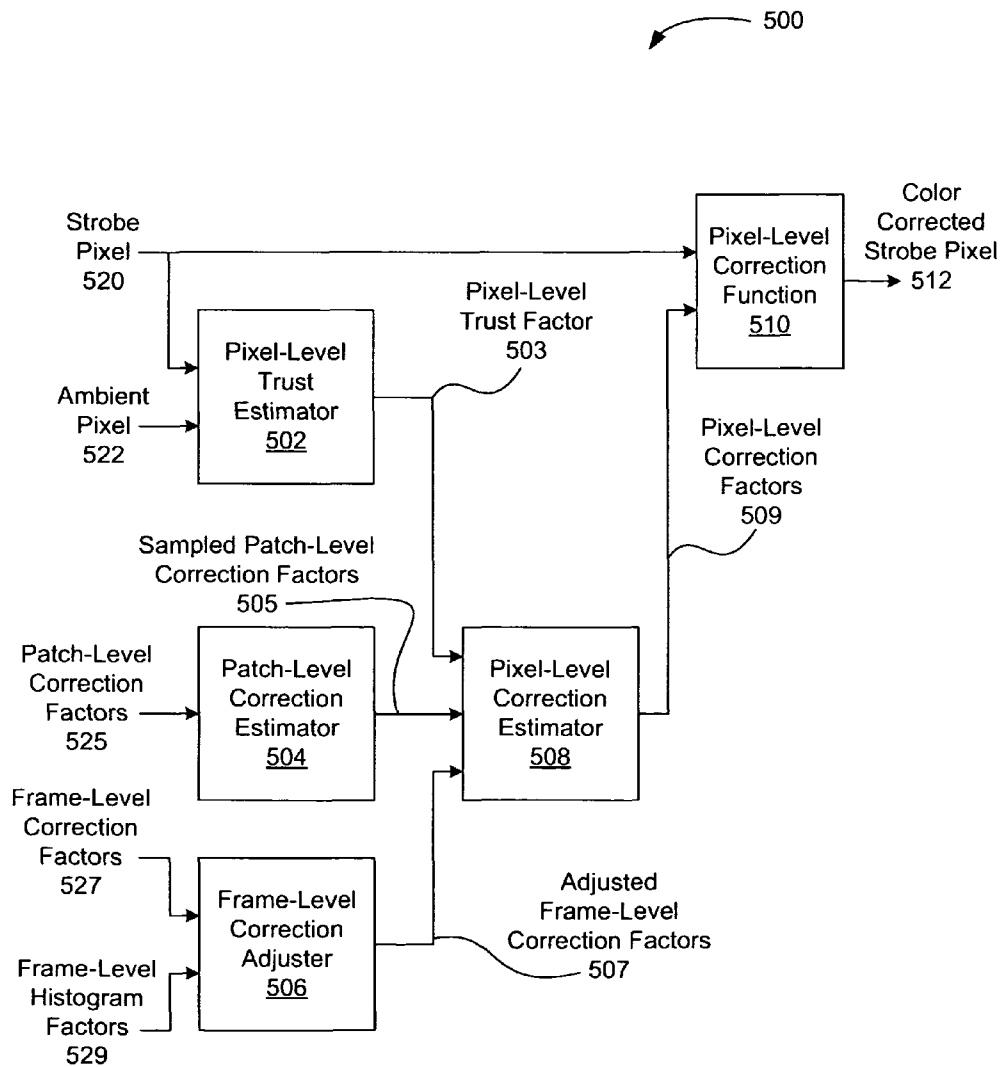 500
Strobe
Pixel
520
Color
Corrected
Strobe Pixel
512
Pixel-Level
Correction
Function
510
Pixel-Level
Trust Factor
503
Pixel-Level
Trust
Estimator
502
Ambient
Pixel
522
Pixel-Level
Correction
Factors
509
Sampled Patch-Level
Correction Factors
505
Patch-Level
Correction
Factors
525
Patch-Level
Correction
Estimator
504
Pixel-Level
Correction
Estimator
508
Frame-Level
Correction
Factors
527
Frame-Level
Correction
Adjuster
506
Adjusted
Frame-Level
Correction Factors
507
Frame-Level
Histogram
Factors
529